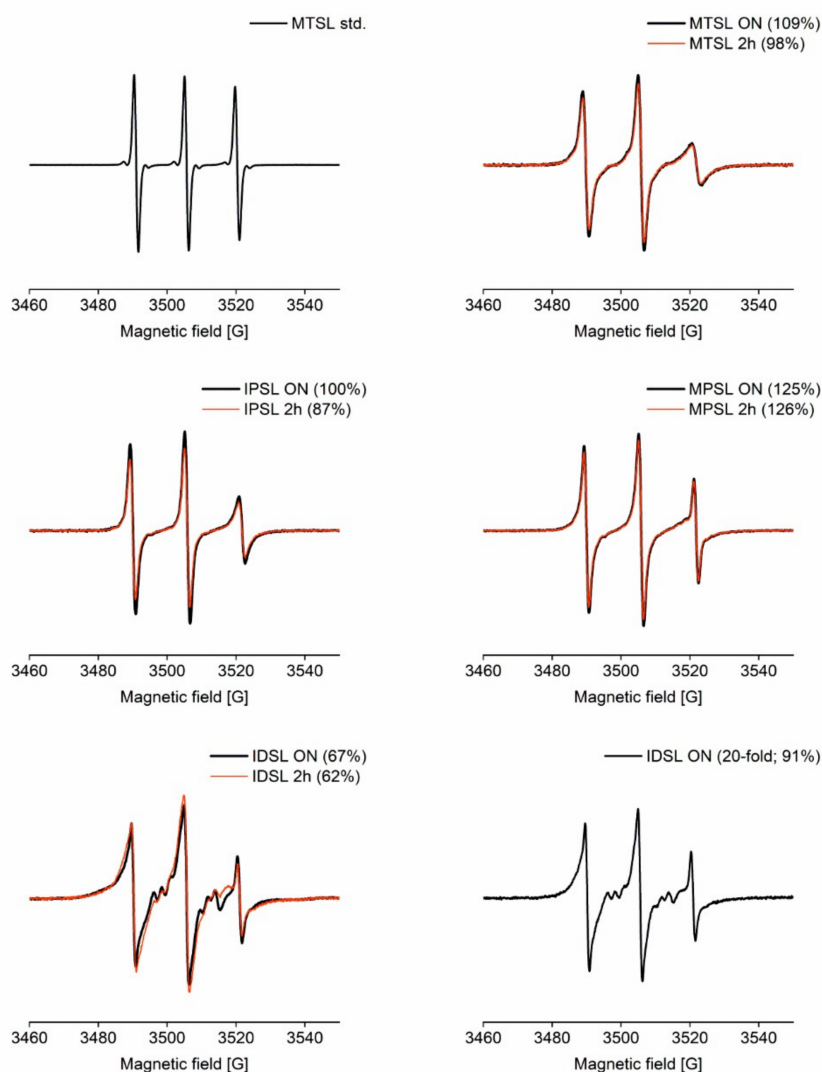 MTSL std.
3460 3480 3500 3520 3540
Magnetic field [G]
MTSL ON (109%)
MTSL 2h (98%)
3460 3480 3500 3520 3540
Magnetic field [G]
IPSL ON (100%)
IPSL 2h (87%)
3460 3480 3500 3520 3540
Magnetic field [G]
MPSL ON (125%)
MPSL 2h (126%)
3460 3480 3500 3520 3540
Magnetic field [G]
IDSL ON (67%)
IDSL 2h (62%)
3460 3480 3500 3520 3540
Magnetic field [G]
IDSL ON (20-fold; 91%)
3460 3480 3500 3520 3540
Magnetic field [G]